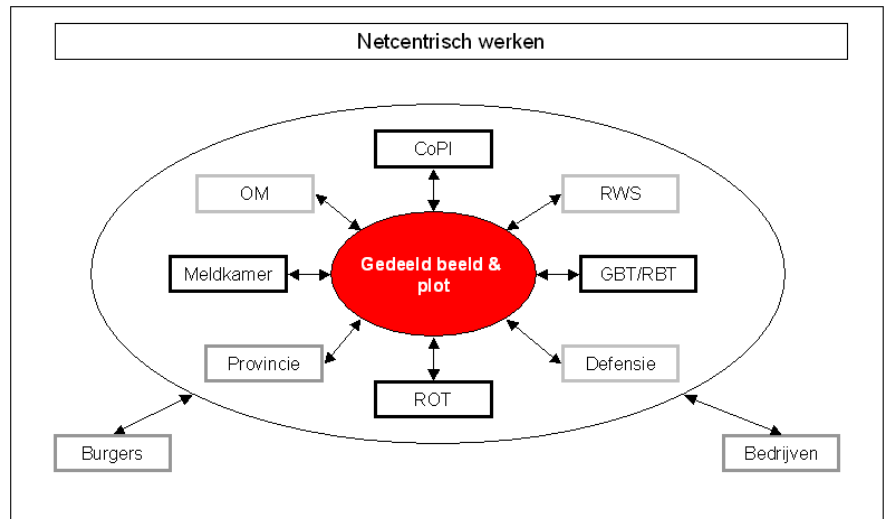 Netcentrisch werken
CoPI
OM
RWS
Gedeeld beeld &
plot
Meldkamer
GBT/RBT
Provincie
Defensie
ROT
Burgers
Bedrijven